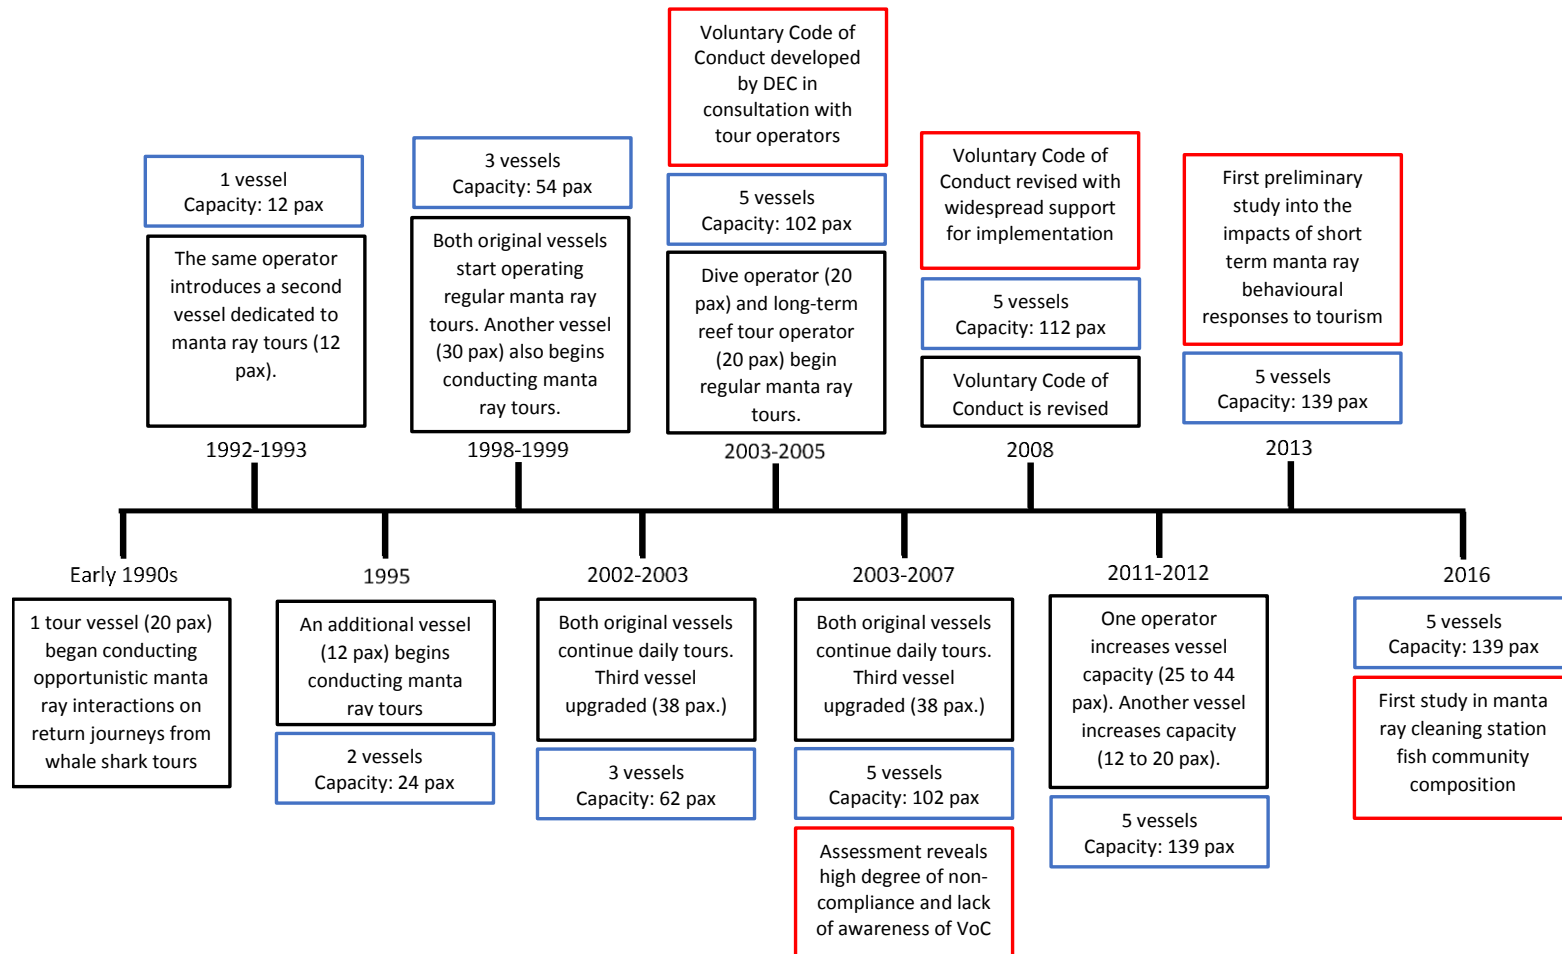 Voluntary Code of
Conduct developed
by DEC in
consultation with
tour operators
1 vessel
Capacity: 12 pax
The same operator
introduces a second
vessel dedicated to
manta ray tours (12
pax).
1992-1993
3 vessels
Capacity: 54 pax
Both original vessels
start operating
regular manta ray
tours. Another vessel
(30 pax) also begins
conducting manta
ray tours.
1998-1999
5 vessels
Capacity: 102 pax
Dive operator (20
pax) and long-term
reef tour operator
(20 pax) begin
regular manta ray
tours.
2003-2005
Voluntary Code of
Conduct revised with
widespread support
for implementation
5 vessels
Capacity: 112 pax
Voluntary Code of
Conduct is revised
2008
First preliminary
study into the
impacts of short
term manta ray
behavioural
responses to tourism
5 vessels
Capacity: 139 pax
2013
Early 1990s
1 tour vessel (20 pax)
began conducting
opportunistic manta
ray interactions on
return journeys from
whale shark tours
1995
An additional vessel
(12 pax) begins
conducting manta
ray tours
2 vessels
Capacity: 24 pax
2002-2003
Both original vessels
continue daily tours.
Third vessel
upgraded (38 pax.)
3 vessels
Capacity: 62 pax
2003-2007
Both original vessels
continue daily tours.
Third vessel
upgraded (38 pax.)
5 vessels
Capacity: 102 pax
Assessment reveals
high degree of non-
compliance and lack
of awareness of VoC
2011-2012
One operator
increases vessel
capacity (25 to 44
pax). Another vessel
increases capacity
(12 to 20 pax).
5 vessels
Capacity: 139 pax
2016
5 vessels
Capacity: 139 pax
First study in manta
ray cleaning station
fish community
composition